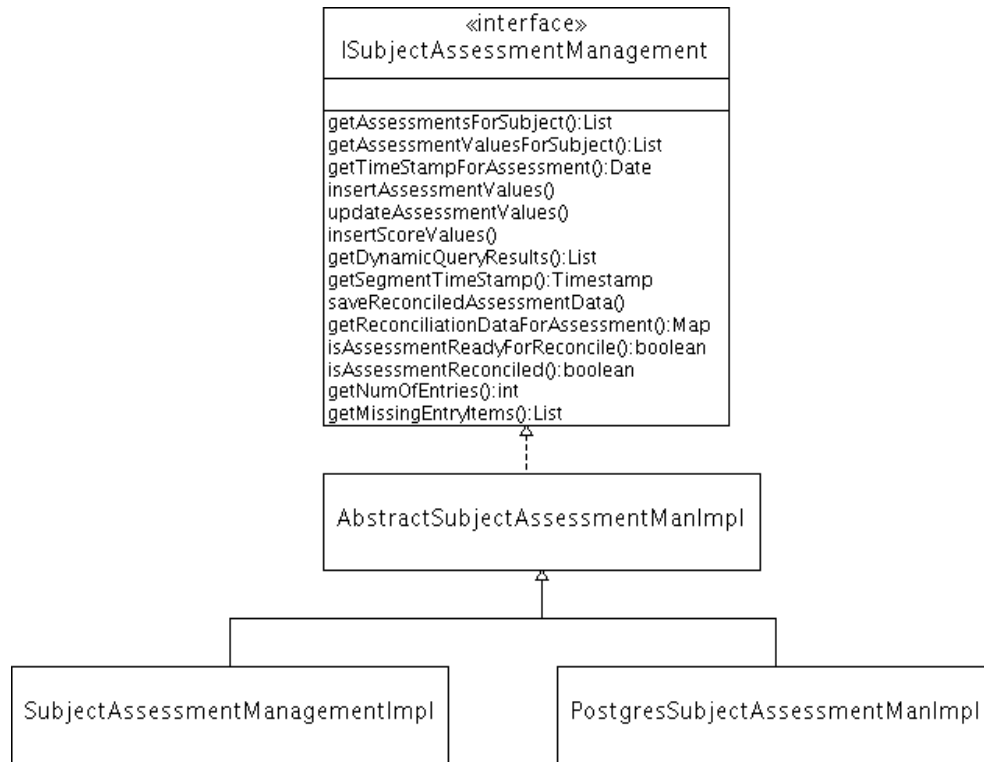 «interface»
ISubjectAssessmentManagement
getAssessmentsForSubject():List
getAssessmentValuesForSubject():List
getTimeStampForAssessment():Date
insertAssessmentValues()
updateAssessmentValues()
insertScoreValues()
getDynamicQueryResults():List
getSegmentTimeStamp():Timestamp
saveReconciledAssessmentData()
getReconciliationDataForAssessment():Map
isAssessmentReadyForReconcile():boolean
isAssessmentReconciled():boolean
getNumOfEntries():int
getMissingEntryItems():List
AbstractSubjectAssessmentManImpl
SubjectAssessmentManagementImpl
PostgresSubjectAssessmentManImpl